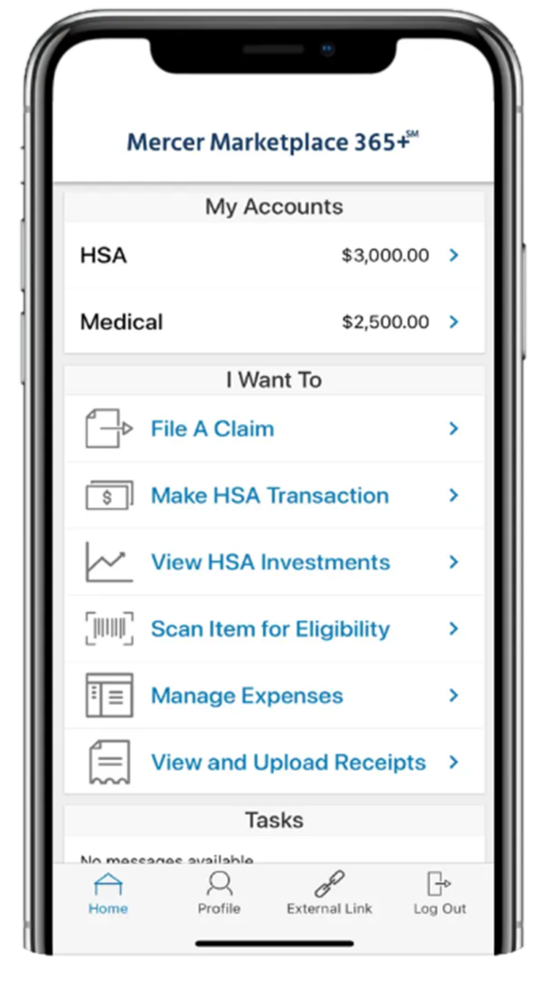 Mercer Marketplace 365+℠
My Accounts
HSA $3,000.00
Medical $2,500.00
I Want To
File A Claim
$ Make HSA Transaction
View HSA Investments
Scan Item for Eligibility
Manage Expenses
View and Upload Receipts
Tasks
No messages available
Home Profile External Link Log Out